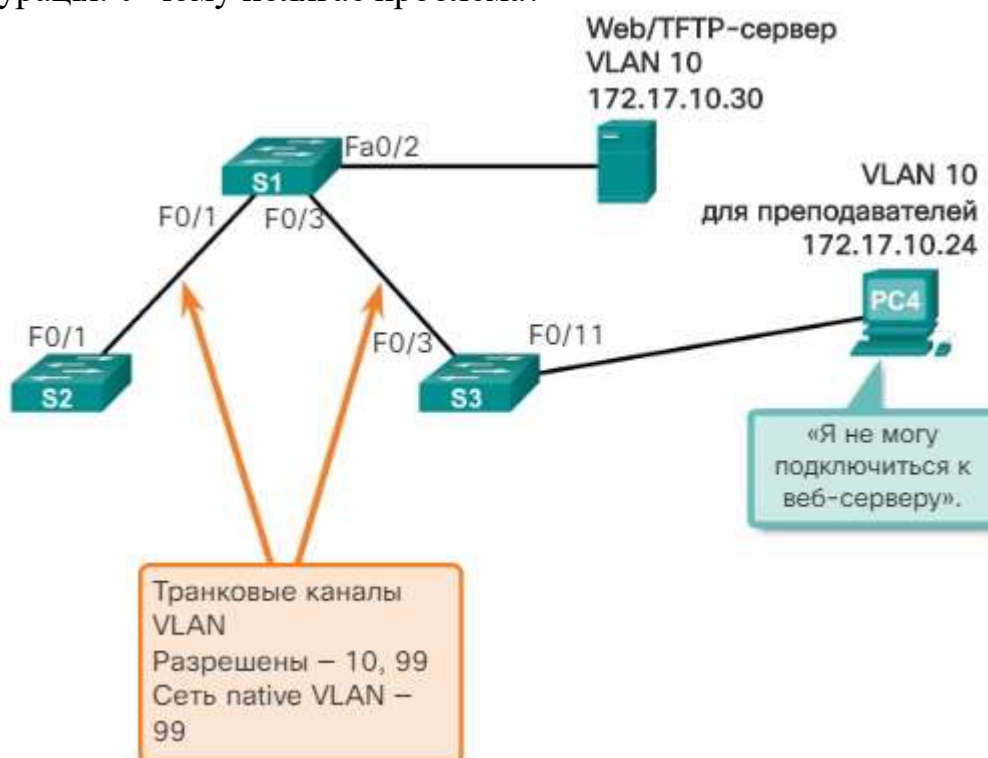 Web/TFTP-сервер
VLAN 10
172.17.10.30
Fa0/2
S1
F0/1
F0/3
VLAN 10
для преподавателей
172.17.10.24
PC4
F0/1
F0/3
F0/11
S2
S3
«Я не могу
подключиться к
веб-серверу».
Транковые каналы
VLAN
Разрешены – 10, 99
Сеть native VLAN –
99